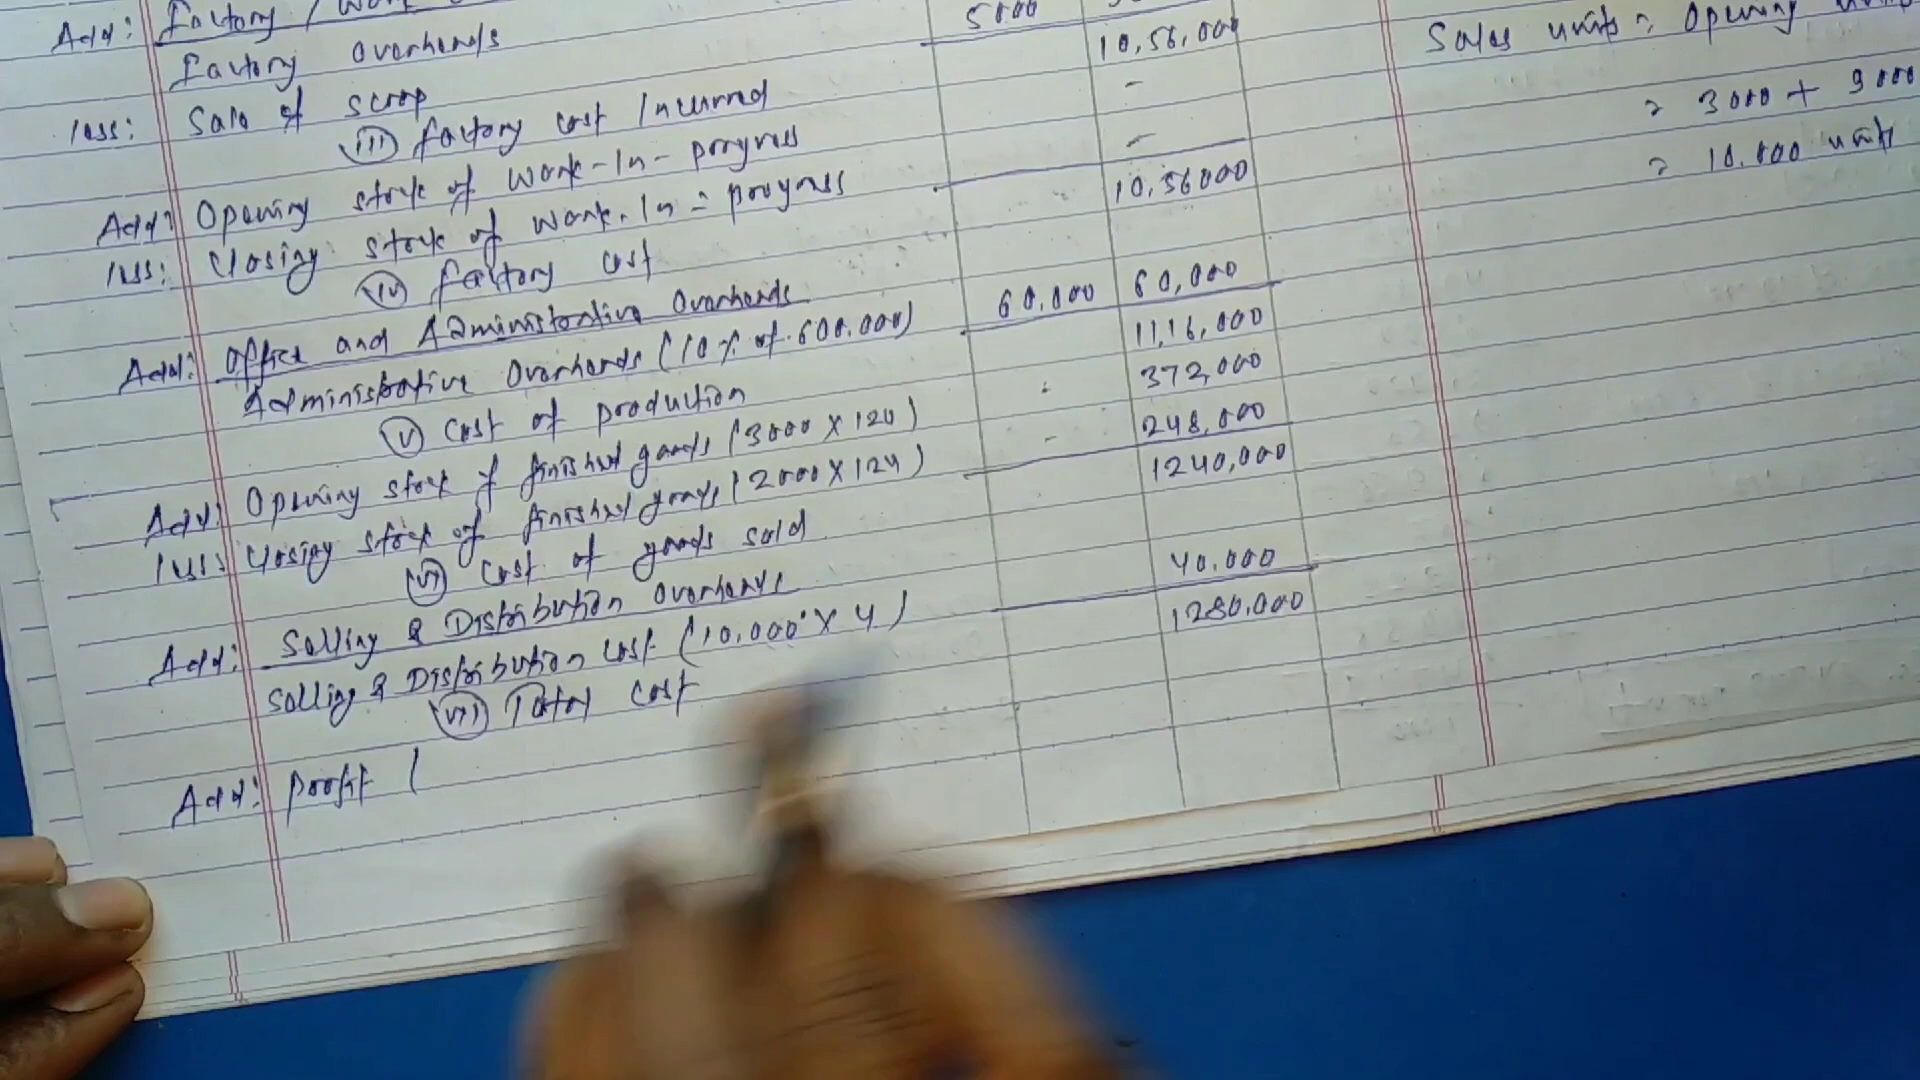 Add: Factory / Work
Factory Overheads 5000
less: Sale of scrap 10,56,000
(iii) Factory cost Incurred -
Add: Opening stock of Work-In-progress -
less: Closing stock of Work-In-progress 10,56000
(iv) Factory cost
Add: Office and Administrative Overheads
Administrative Overheads (10% of 600.000) 60.000 60,000
(v) Cost of production 11,16,000
Add: Opening stock of finished goods (3000 X 124) - 372,000
less: Closing stock of finished goods (2000 X 124) - 248,000
(vi) Cost of goods sold 1240,000
Add: Selling & Distribution Overheads
Selling & Distribution cost (10,000 X 4) 40.000
(vii) Total cost 1280.000
Add: Profit (
Sales units = Opening units
= 3000 + 9000
= 10.000 units